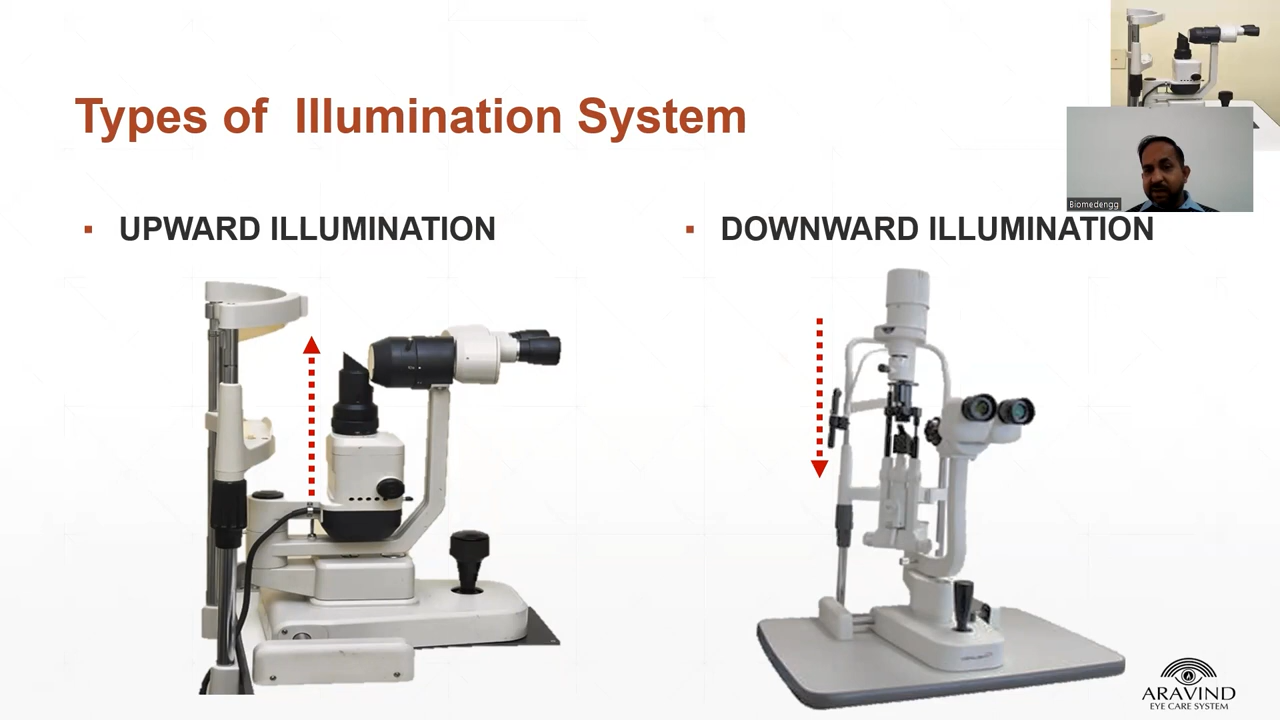 Types of Illumination System
▪ UPWARD ILLUMINATION
▪ DOWNWARD ILLUMINATION
Biomedengg
ARAVIND
EYE CARE SYSTEM